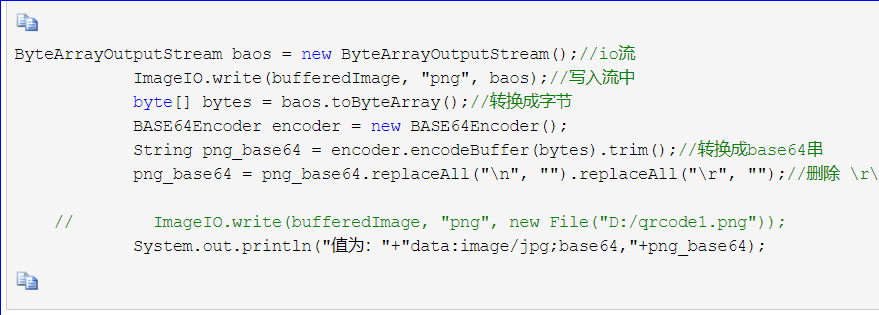 ByteArrayOutputStream baos = new ByteArrayOutputStream();//io流
ImageIO.write(bufferedImage, "png", baos);//写入流中
byte[] bytes = baos.toByteArray();//转换成字节
BASE64Encoder encoder = new BASE64Encoder();
String png_base64 = encoder.encodeBuffer(bytes).trim();//转换成base64串
png_base64 = png_base64.replaceAll("\n", "").replaceAll("\r", "");//删除 \r\
// ImageIO.write(bufferedImage, "png", new File("D:/qrcode1.png"));
System.out.println("值为："+"data:image/jpg;base64,"+png_base64);